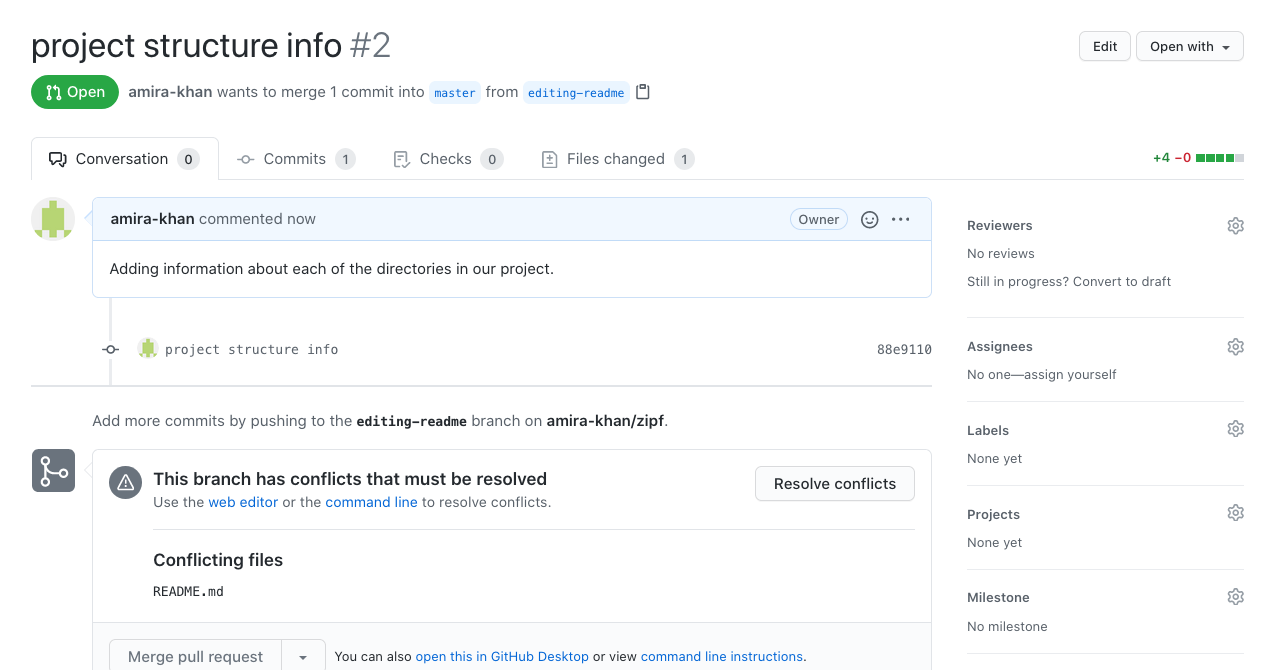 project structure info #2
Edit
Open with
Open
amira-khan wants to merge 1 commit into master from editing-readme
Conversation 0
Commits 1
Checks 0
Files changed 1
+4 −0
amira-khan commented now
Owner
Adding information about each of the directories in our project.
project structure info
88e9110
Add more commits by pushing to the editing-readme branch on amira-khan/zipf.
This branch has conflicts that must be resolved
Use the web editor or the command line to resolve conflicts.
Resolve conflicts
Conflicting files
README.md
Merge pull request
You can also open this in GitHub Desktop or view command line instructions.
Reviewers
No reviews
Still in progress? Convert to draft
Assignees
No one—assign yourself
Labels
None yet
Projects
None yet
Milestone
No milestone